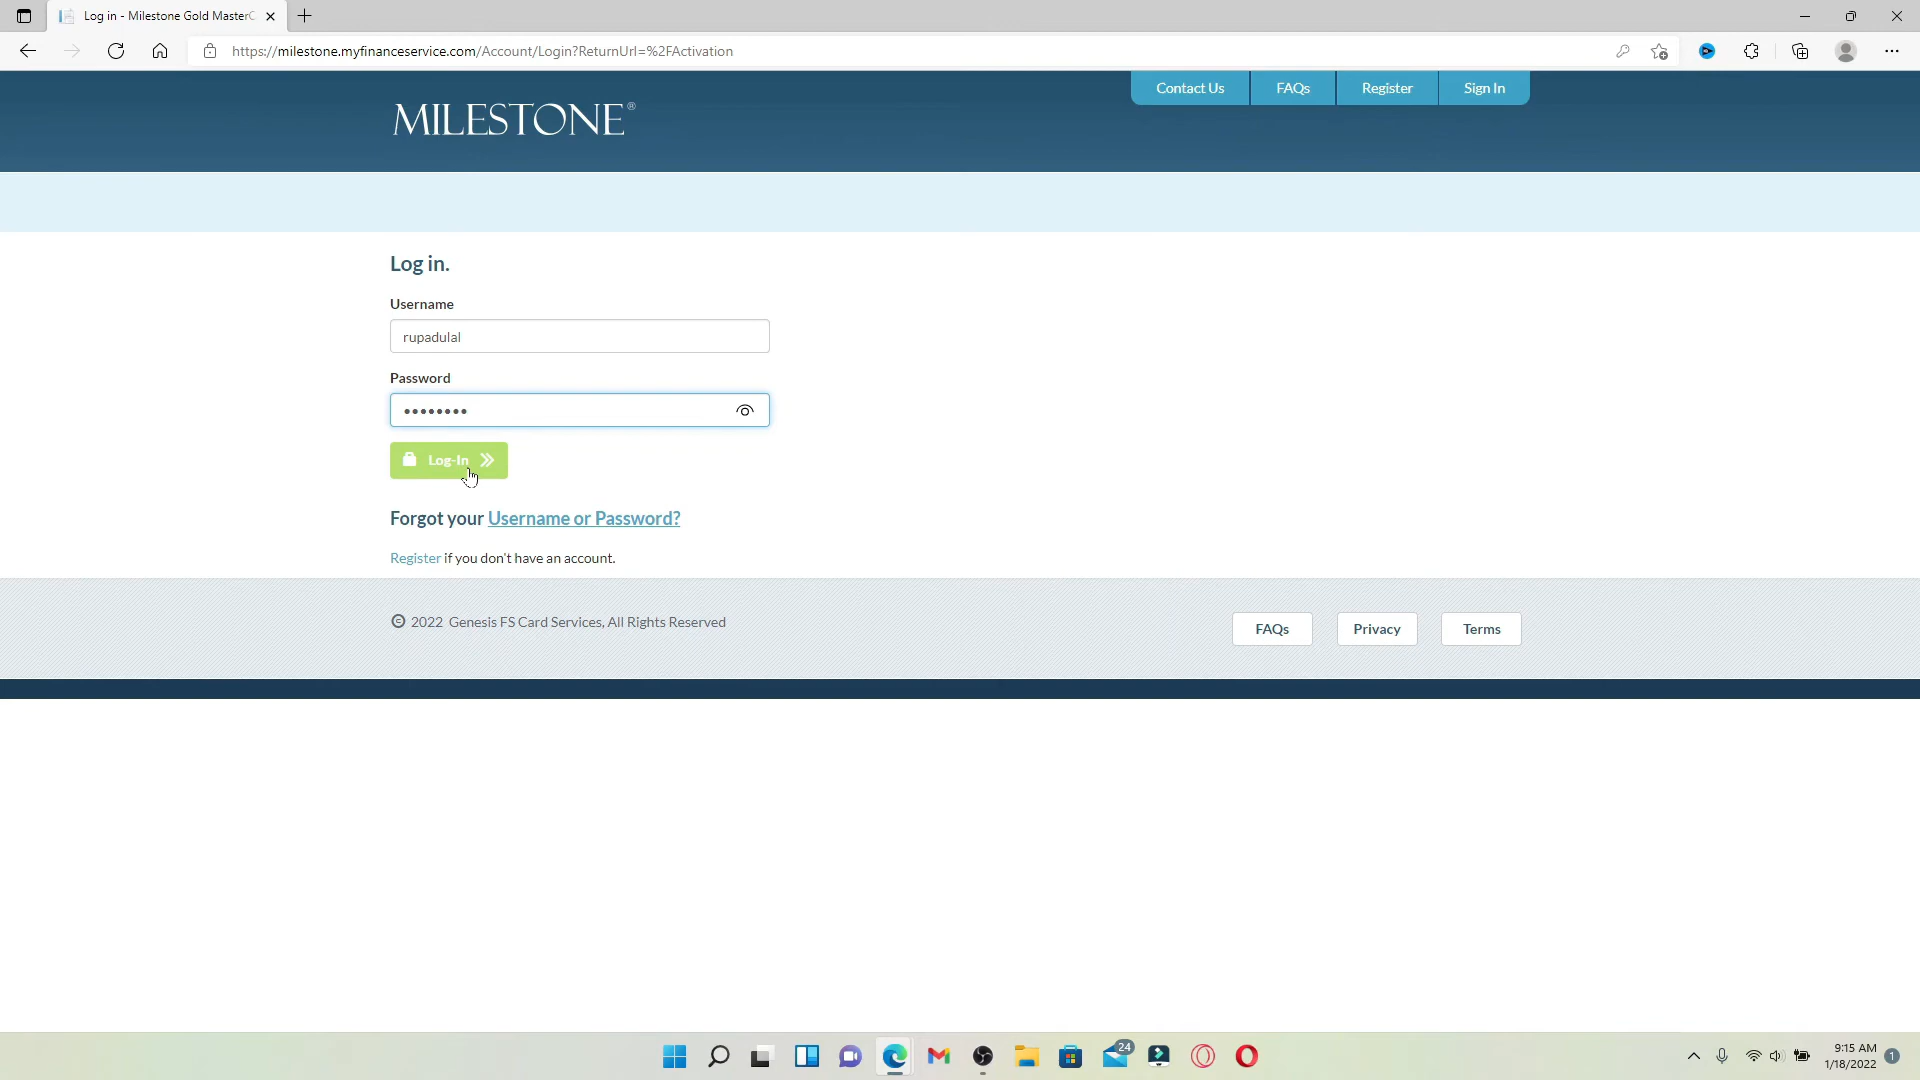 Log in - Milestone Gold MasterC
https://milestone.myfinanceservice.com/Account/Login?ReturnUrl=%2FActivation
MILESTONE®
Contact Us
FAQs
Register
Sign In
Log in.
Username
rupadulal
Password
••••••••
Log-In
Forgot your Username or Password?
Register if you don't have an account.
© 2022 Genesis FS Card Services, All Rights Reserved
FAQs
Privacy
Terms
24
9:15 AM
1/18/2022
1